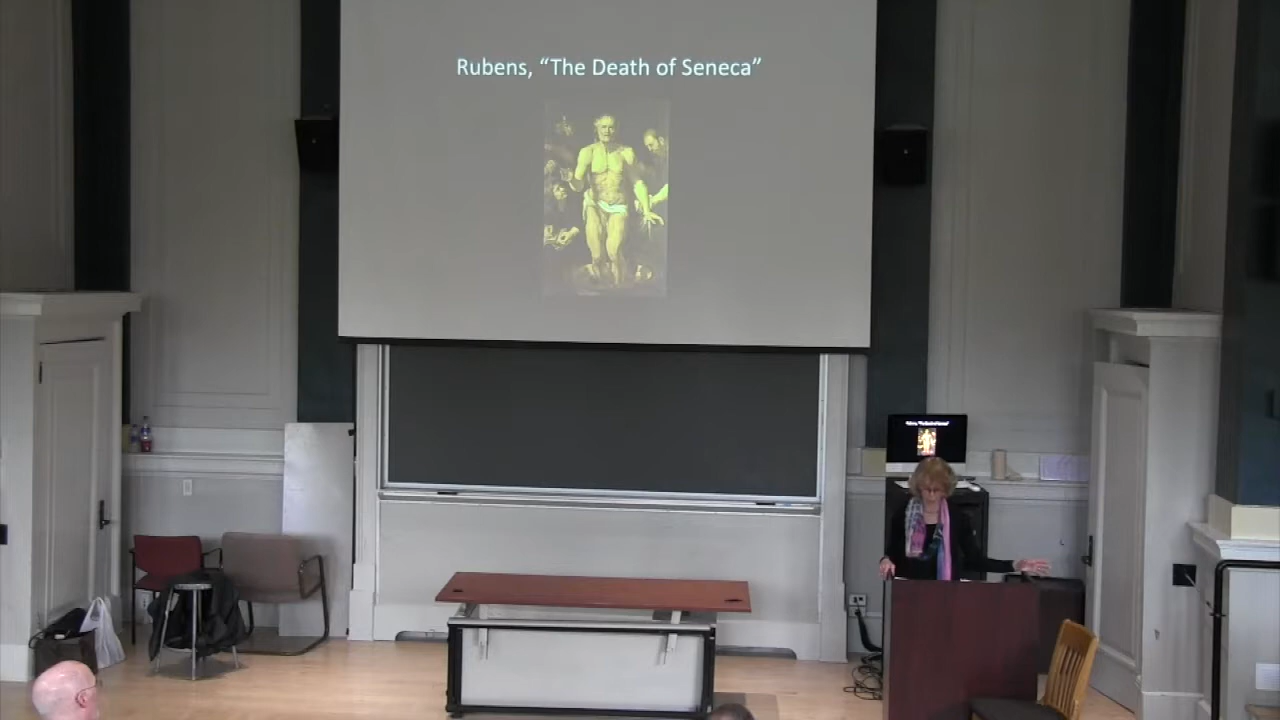 Rubens, “The Death of Seneca”